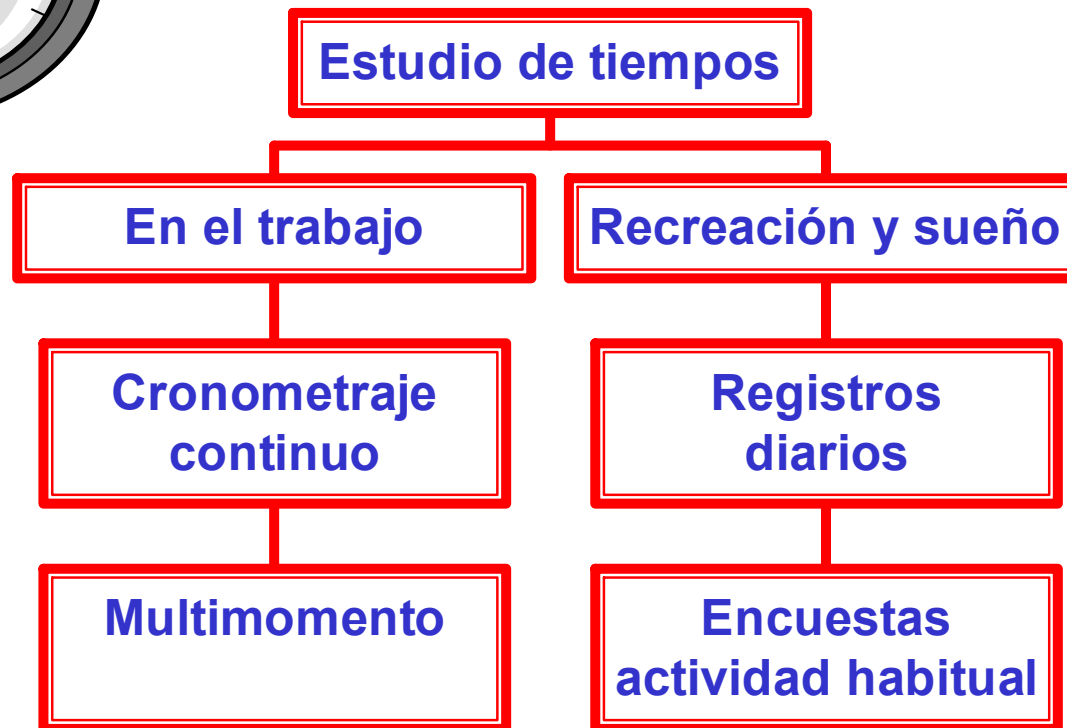 Estudio de tiempos
En el trabajo
Recreación y sueño
Cronometraje
continuo
Registros
diarios
Multimomento
Encuestas
actividad habitual